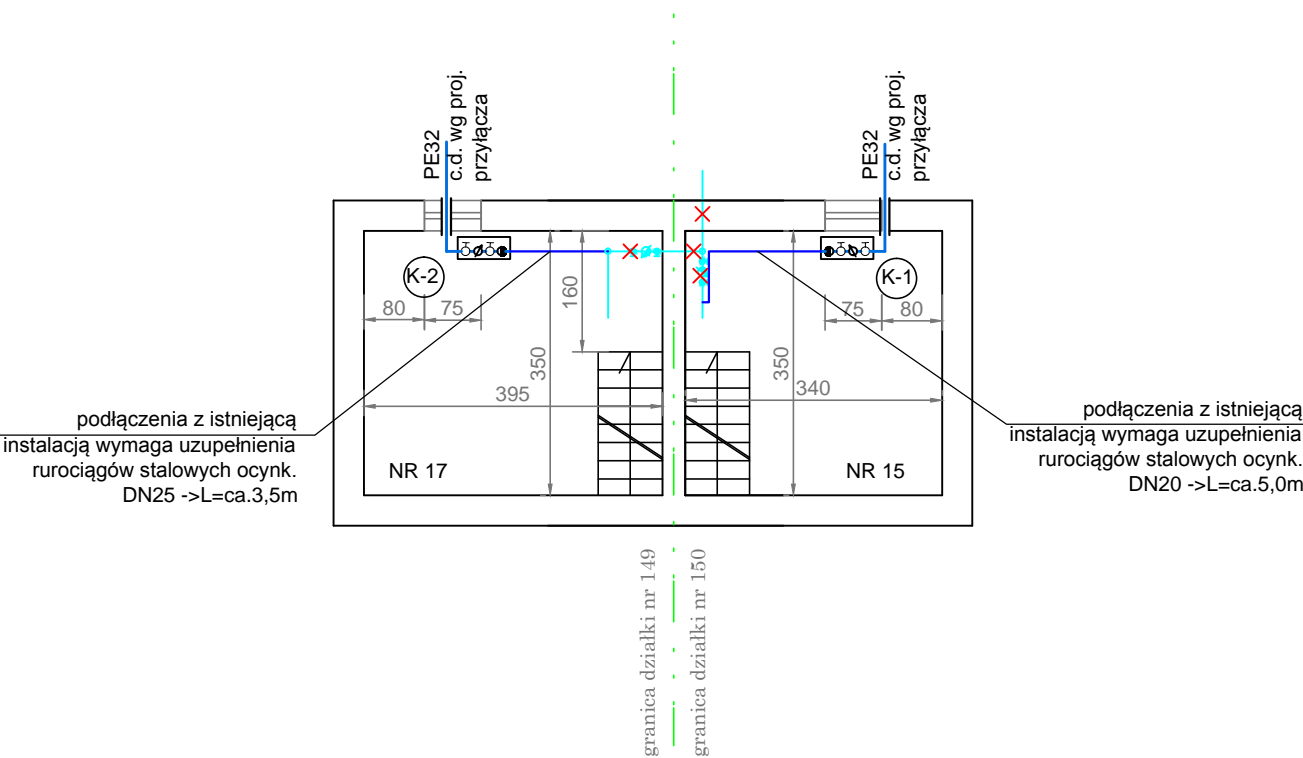 PE32
c.d. wg proj.
przyłącza
PE32
c.d. wg proj.
przyłącza
K-2
K-1
80
75
160
75
80
350
350
395
340
podłączenia z istniejącą
instalacją wymaga uzupełnienia
rurociągów stalowych ocynk.
DN25 ->L=ca.3,5m
podłączenia z istniejącą
instalacją wymaga uzupełnienia
rurociągów stalowych ocynk.
DN20 ->L=ca.5,0m
NR 17
NR 15
granica działki nr 149
granica działki nr 150